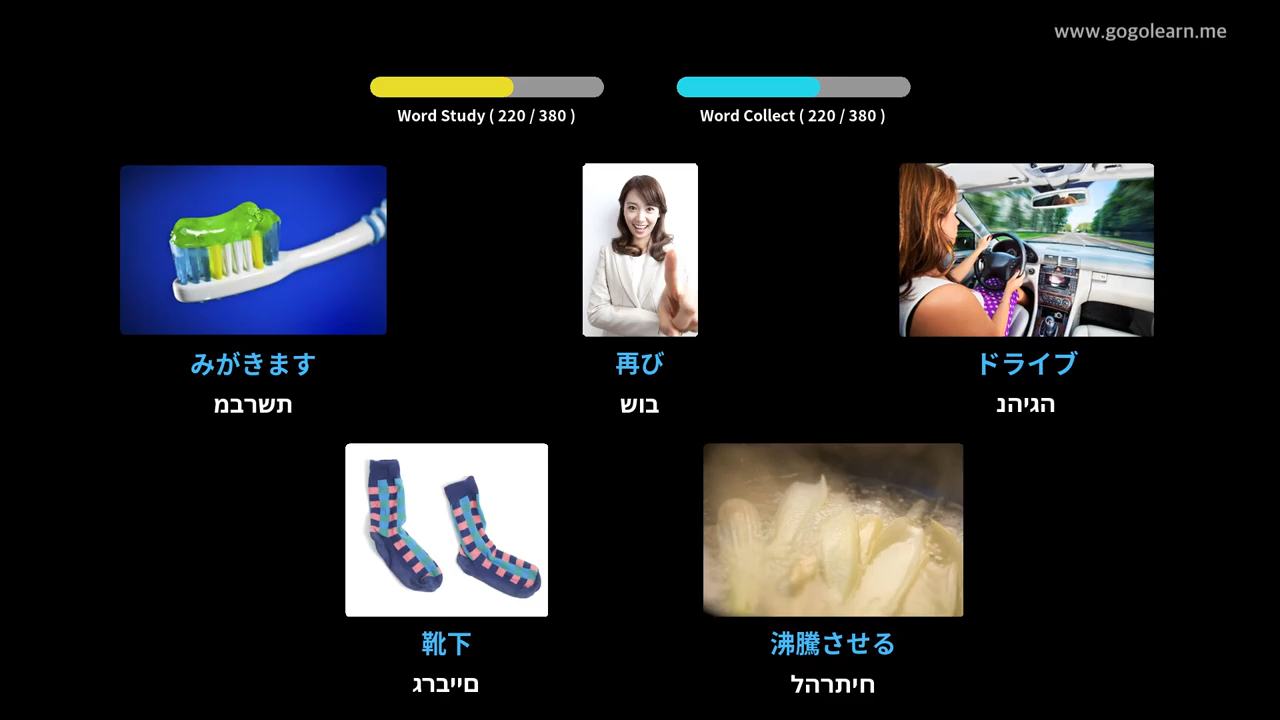 www.gogolearn.me
Word Study ( 220 / 380 )
Word Collect ( 220 / 380 )
みがきます
תשרבמ
再び
בוש
ドライブ
הגיהנ
靴下
םייברג
沸騰させる
חיתרהל